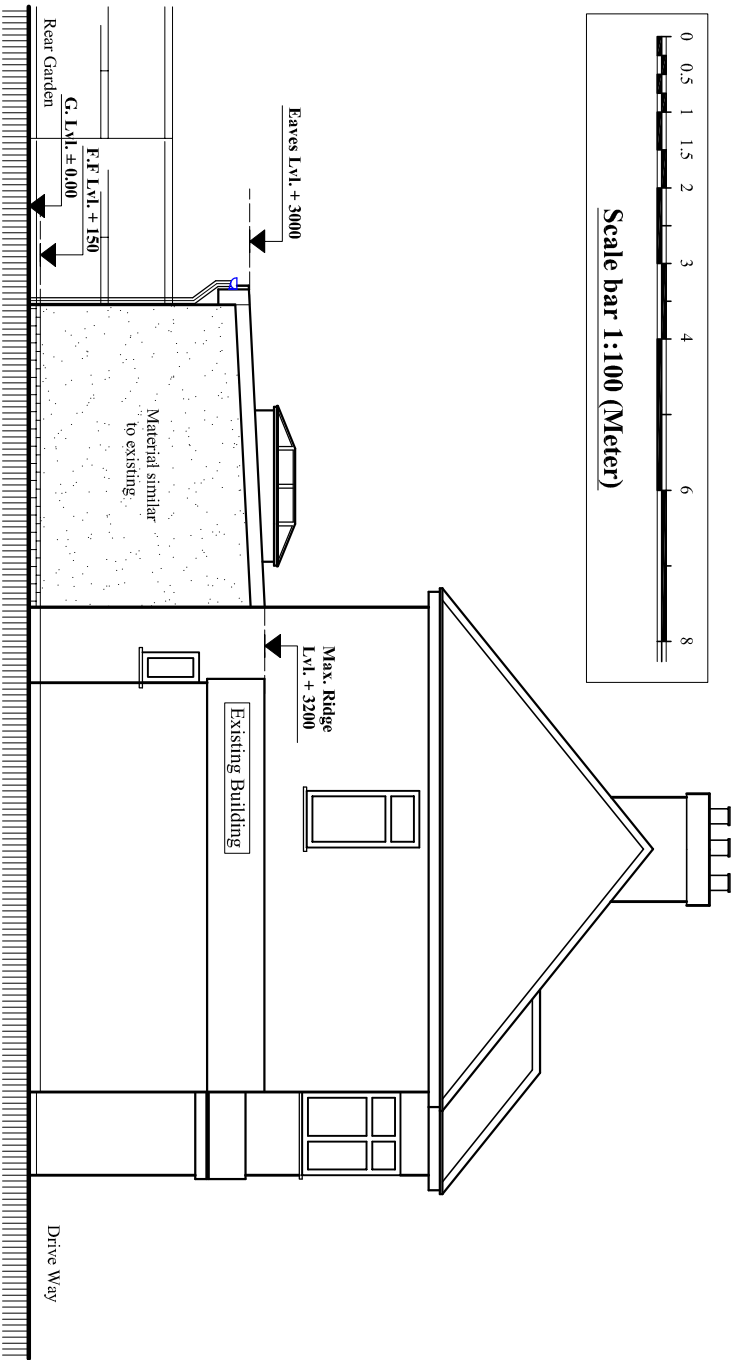 0 0.5 1 1.5 2 3 4 6 8
Scale bar 1:100 (Meter)
Eaves Lvl. + 3000
Max. Ridge
Lvl. + 3200
F.F Lvl. + 150
G. Lvl. ± 0.00
Rear Garden
Material similar
to existing
Existing Building
Drive Way